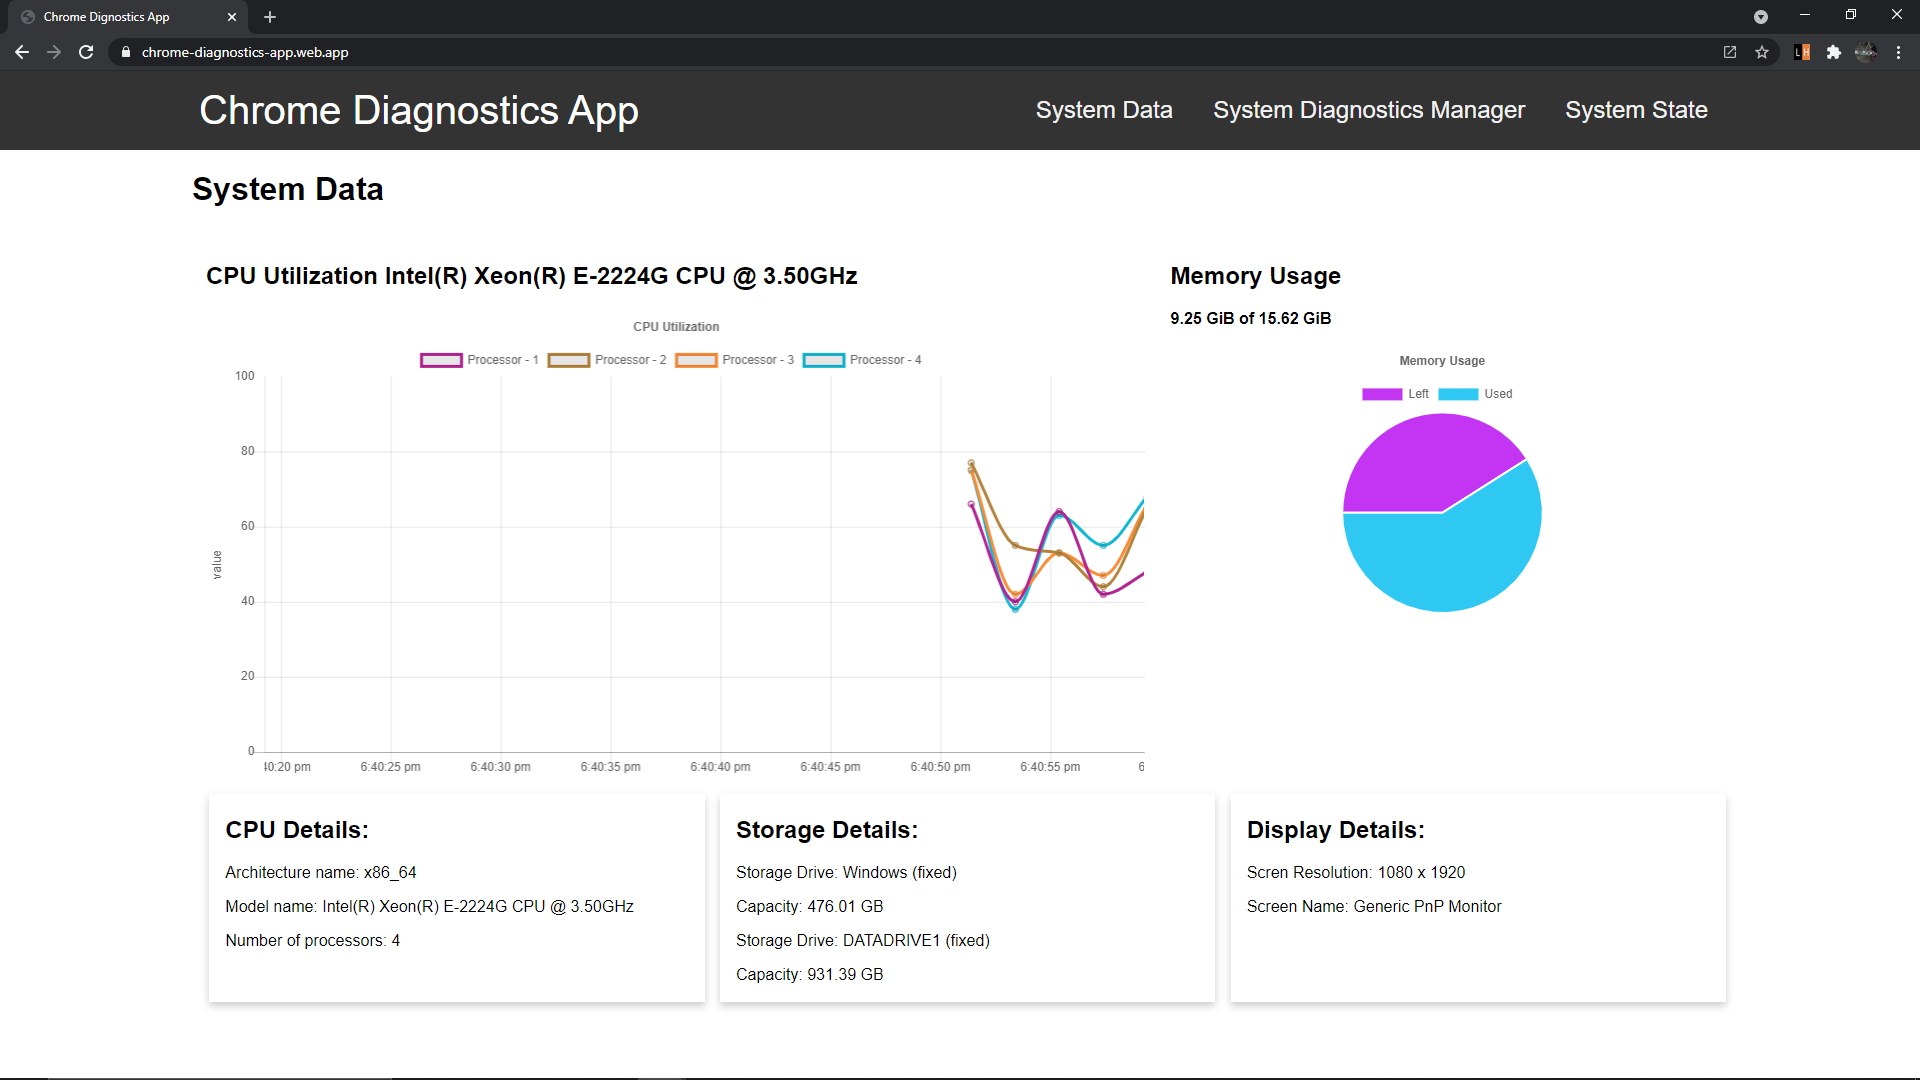 Chrome Dignostics App
chrome-diagnostics-app.web.app
LH
Chrome Diagnostics App
System Data
System Diagnostics Manager
System State
System Data
CPU Utilization Intel(R) Xeon(R) E-2224G CPU @ 3.50GHz
CPU Utilization
Processor - 1
Processor - 2
Processor - 3
Processor - 4
100
80
60
40
20
0
value
40:20 pm
6:40:25 pm
6:40:30 pm
6:40:35 pm
6:40:40 pm
6:40:45 pm
6:40:50 pm
6:40:55 pm
6
Memory Usage
9.25 GiB of 15.62 GiB
Memory Usage
Left
Used
CPU Details:
Architecture name: x86_64
Model name: Intel(R) Xeon(R) E-2224G CPU @ 3.50GHz
Number of processors: 4
Storage Details:
Storage Drive: Windows (fixed)
Capacity: 476.01 GB
Storage Drive: DATADRIVE1 (fixed)
Capacity: 931.39 GB
Display Details:
Scren Resolution: 1080 x 1920
Screen Name: Generic PnP Monitor